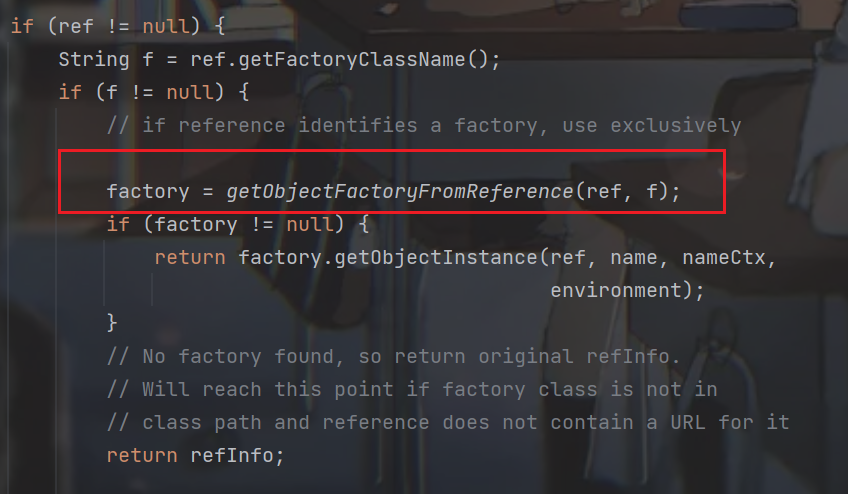 if (ref != null) {
String f = ref.getFactoryClassName();
if (f != null) {
// if reference identifies a factory, use exclusively
factory = getObjectFactoryFromReference(ref, f);
if (factory != null) {
return factory.getObjectInstance(ref, name, nameCtx,
environment);
}
// No factory found, so return original refInfo.
// Will reach this point if factory class is not in
// class path and reference does not contain a URL for it
return refInfo;